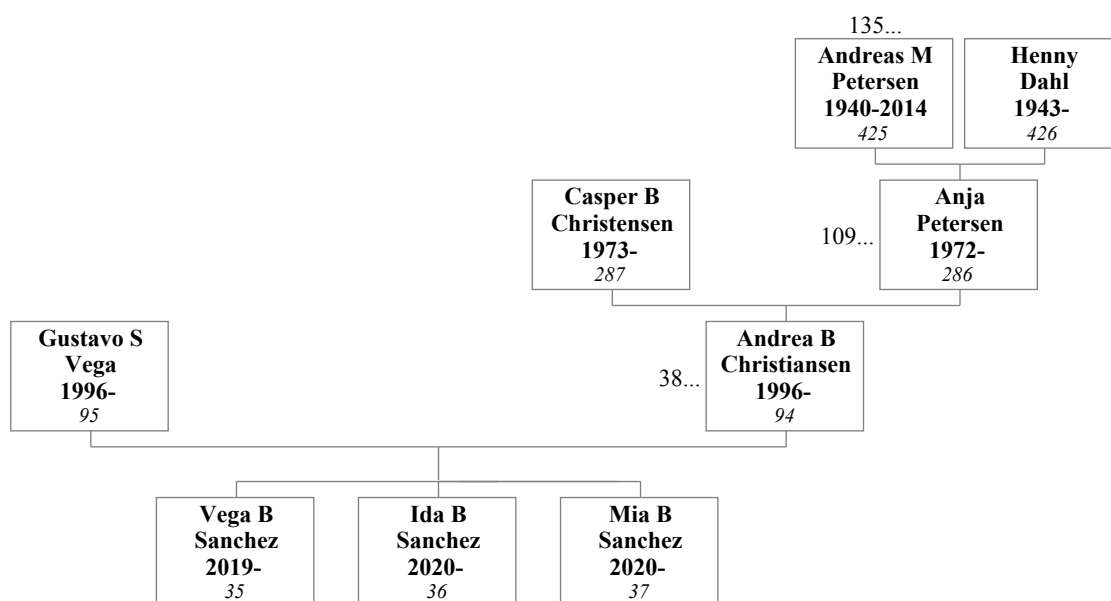 135...
Andreas M
Petersen
1940-2014
425
Henny
Dahl
1943-
426
Casper B
Christensen
1973-
287
109...
Anja
Petersen
1972-
286
Gustavo S
Vega
1996-
95
38...
Andrea B
Christiansen
1996-
94
Vega B
Sanchez
2019-
35
Ida B
Sanchez
2020-
36
Mia B
Sanchez
2020-
37